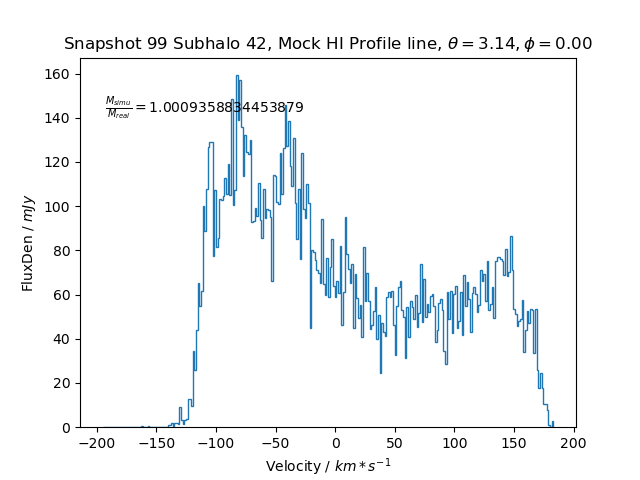 Snapshot 99 Subhalo 42, Mock HI Profile line, θ = 3.14, ϕ = 0.00
M_simu/M_real = 1.0009358834453879
FluxDen / mJy
160
140
120
100
80
60
40
20
0
−200 −150 −100 −50 0 50 100 150 200
Velocity / km * s⁻¹